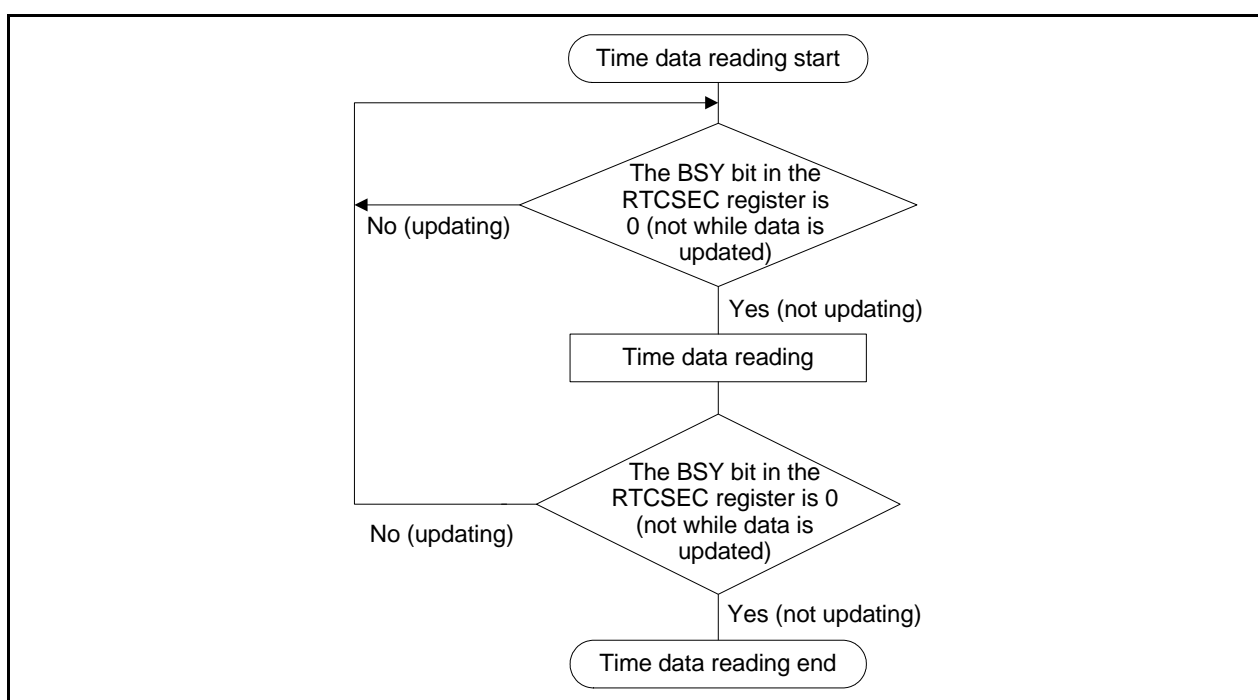 Time data reading start
The BSY bit in the
RTCSEC register is
0 (not while data is
updated)
No (updating)
Yes (not updating)
Time data reading
The BSY bit in the
RTCSEC register is 0
(not while data is
updated)
No (updating)
Yes (not updating)
Time data reading end